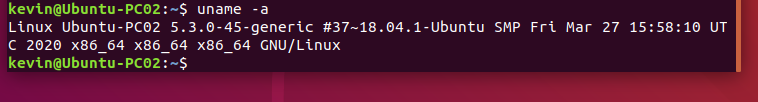 kevin@Ubuntu-PC02:~$ uname -a
Linux Ubuntu-PC02 5.3.0-45-generic #37~18.04.1-Ubuntu SMP Fri Mar 27 15:58:10 UT
C 2020 x86_64 x86_64 x86_64 GNU/Linux
kevin@Ubuntu-PC02:~$